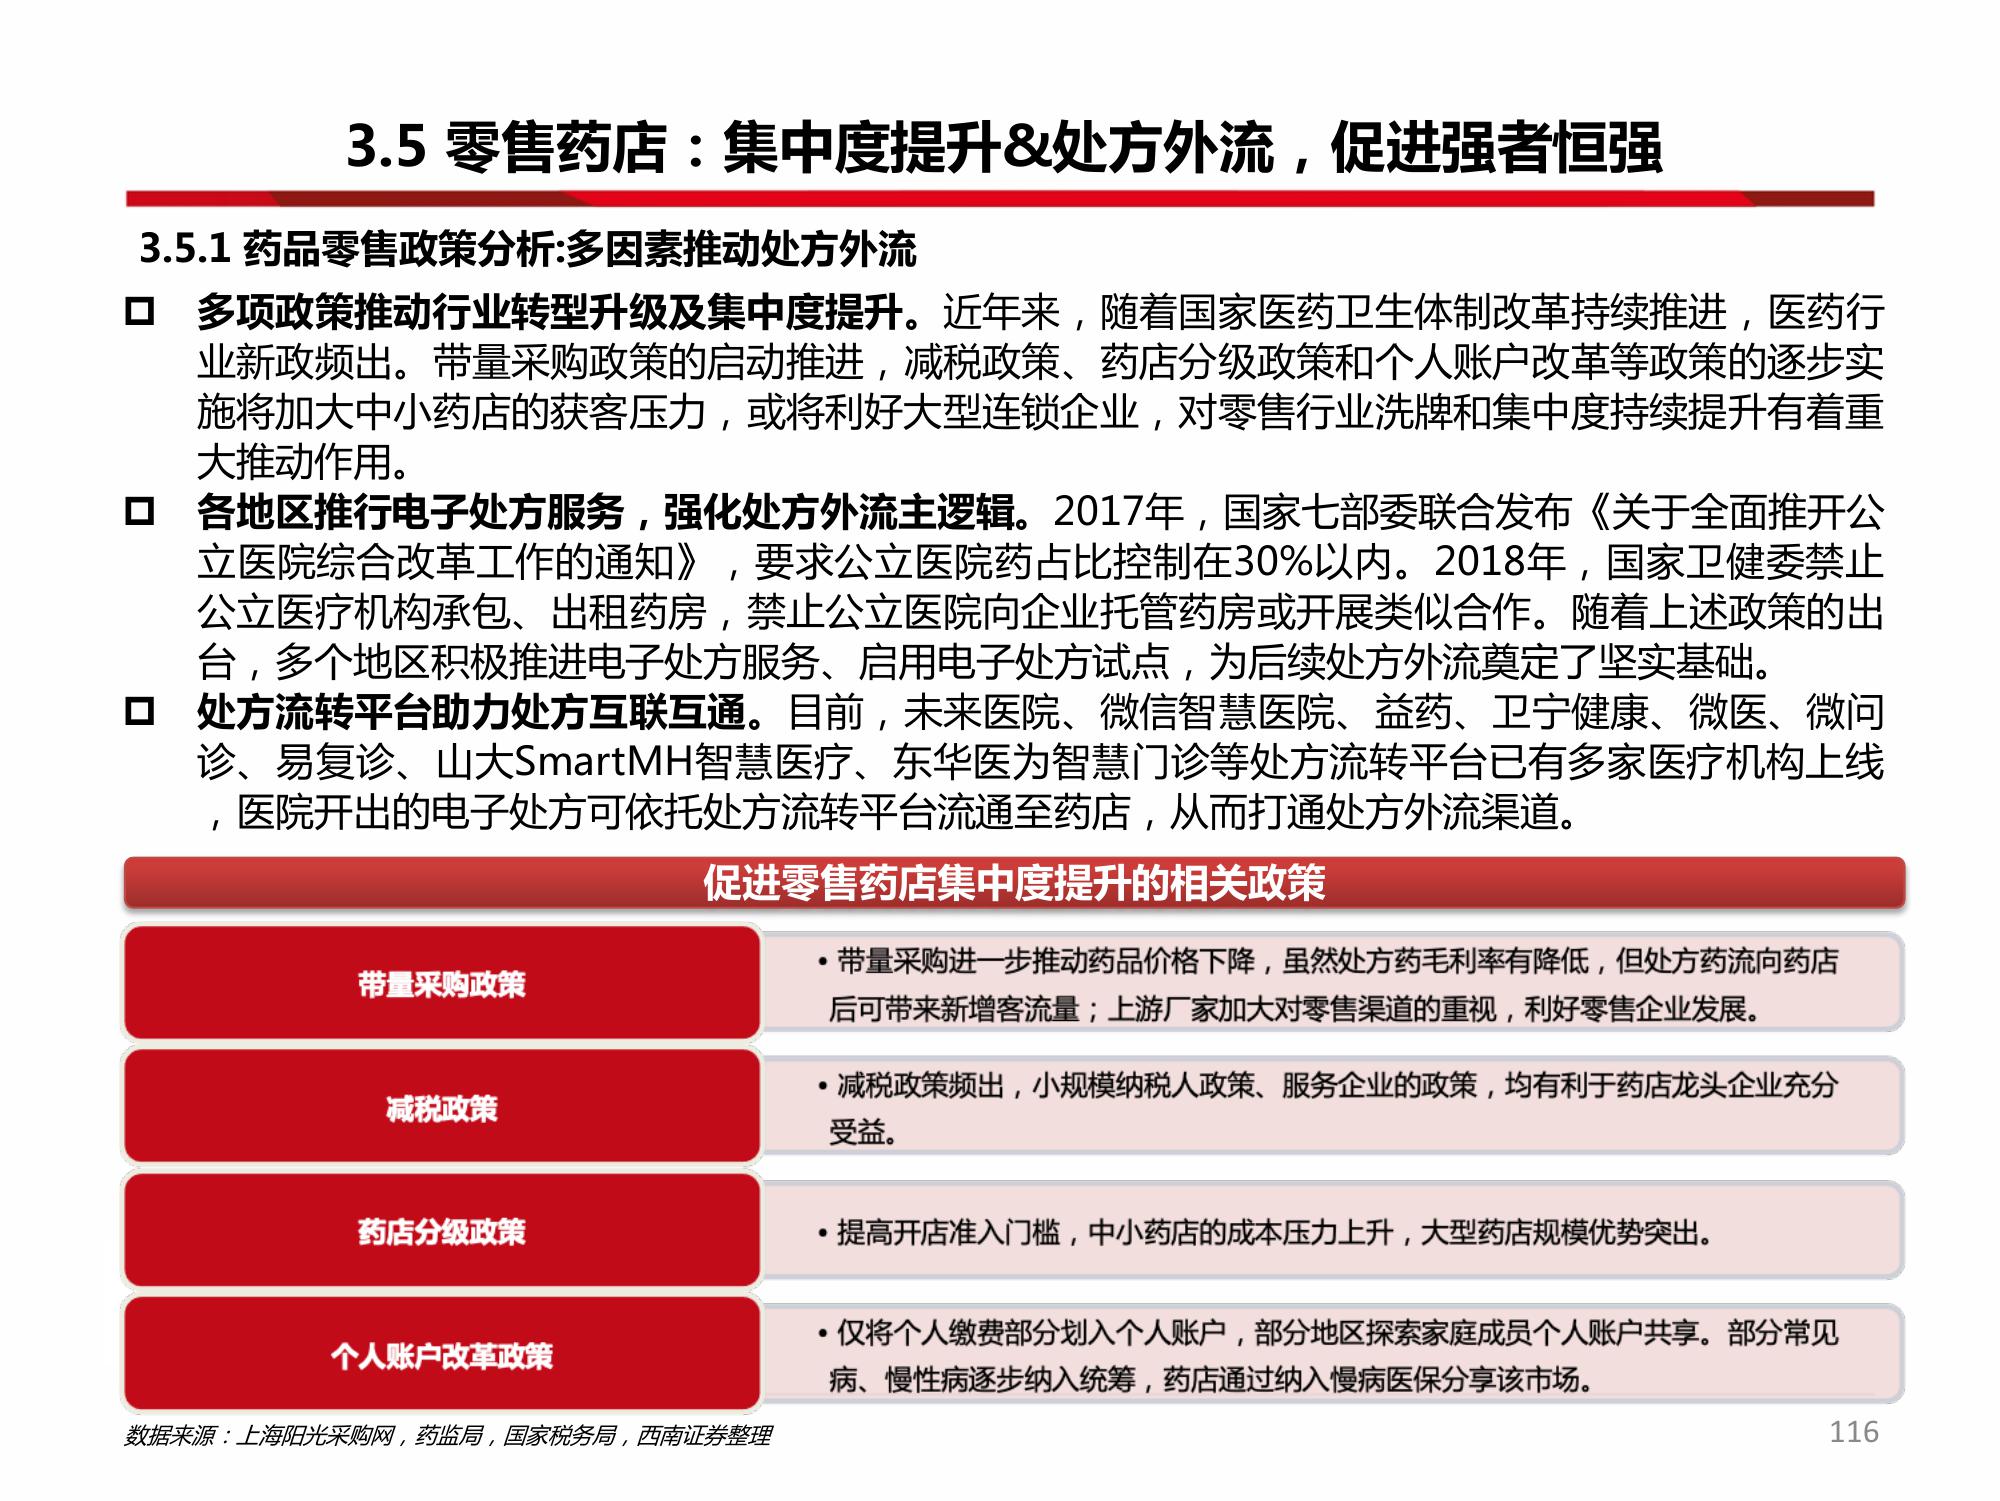 3.5 零售药店：集中度提升&处方外流，促进强者恒强
3.5.1 药品零售政策分析:多因素推动处方外流
多项政策推动行业转型升级及集中度提升。近年来，随着国家医药卫生体制改革持续推进，医药行
业新政频出。带量采购政策的启动推进，减税政策、药店分级政策和个人账户改革等政策的逐步实
施将加大中小药店的获客压力，或将利好大型连锁企业，对零售行业洗牌和集中度持续提升有着重
大推动作用。
各地区推行电子处方服务，强化处方外流主逻辑。2017年，国家七部委联合发布《关于全面推开公
立医院综合改革工作的通知》，要求公立医院药占比控制在30%以内。2018年，国家卫健委禁止
公立医疗机构承包、出租药房，禁止公立医院向企业托管药房或开展类似合作。随着上述政策的出
台，多个地区积极推进电子处方服务、启用电子处方试点，为后续处方外流奠定了坚实基础。
处方流转平台助力处方互联互通。目前，未来医院、微信智慧医院、益药、卫宁健康、微医、微问
诊、易复诊、山大SmartMH智慧医疗、东华医为智慧门诊等处方流转平台已有多家医疗机构上线
，医院开出的电子处方可依托处方流转平台流通至药店，从而打通处方外流渠道。
促进零售药店集中度提升的相关政策
带量采购政策
•带量采购进一步推动药品价格下降，虽然处方药毛利率有降低，但处方药流向药店
后可带来新增客流量；上游厂家加大对零售渠道的重视，利好零售企业发展。
减税政策
•减税政策频出，小规模纳税人政策、服务企业的政策，均有利于药店龙头企业充分
受益。
药店分级政策
•提高开店准入门槛，中小药店的成本压力上升，大型药店规模优势突出。
个人账户改革政策
•仅将个人缴费部分划入个人账户，部分地区探索家庭成员个人账户共享。部分常见
病、慢性病逐步纳入统筹，药店通过纳入慢病医保分享该市场。
数据来源：上海阳光采购网，药监局，国家税务局，西南证券整理
116